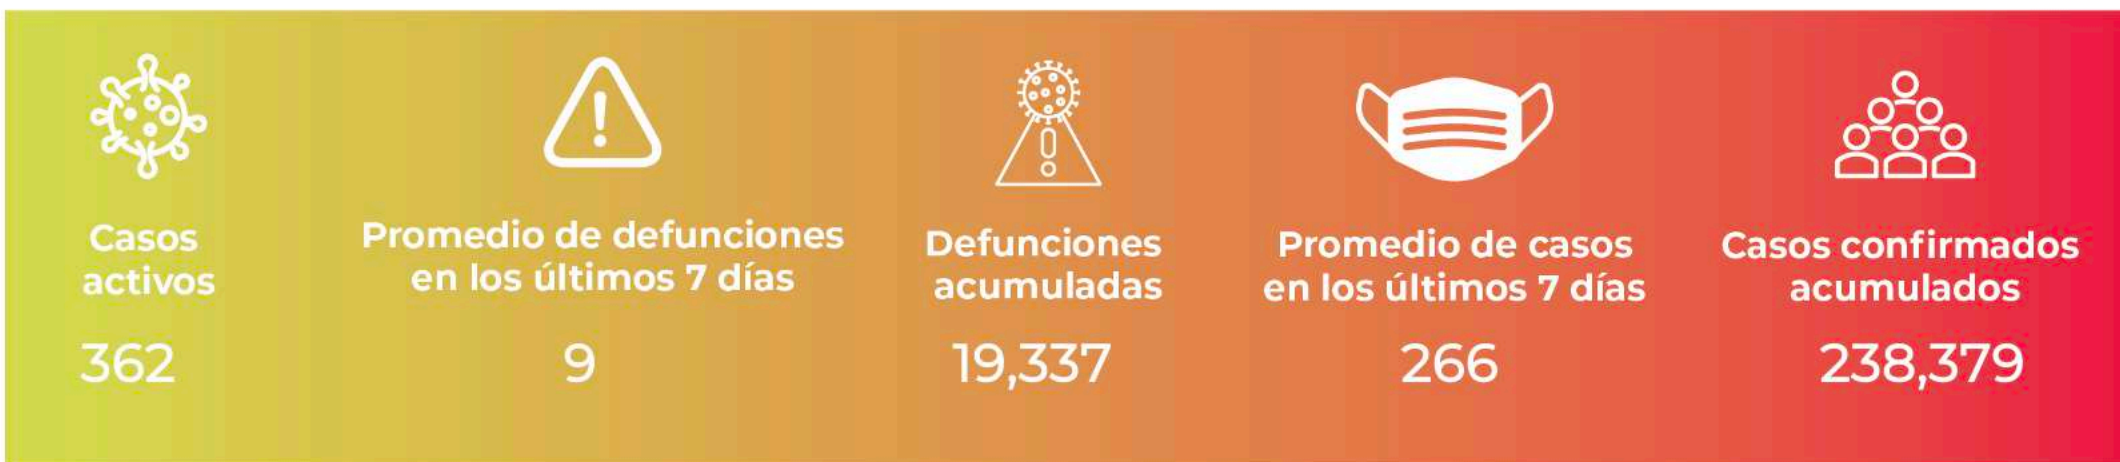 Casos
activos
362
Promedio de defunciones
en los últimos 7 días
9
Defunciones
acumuladas
19,337
Promedio de casos
en los últimos 7 días
266
Casos confirmados
acumulados
238,379